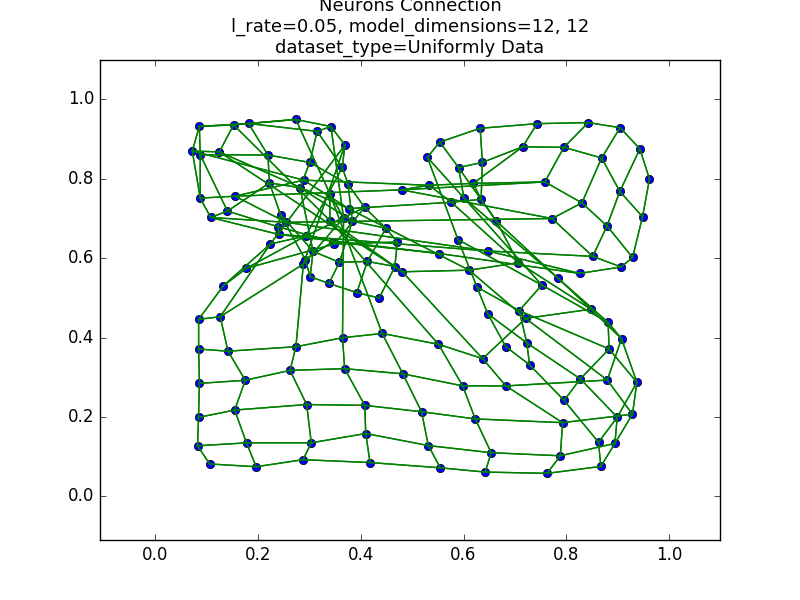 Neurons Connection
l_rate=0.05, model_dimensions=12, 12
dataset_type=Uniformly Data
1.0
0.8
0.6
0.4
0.2
0.0
0.0 0.2 0.4 0.6 0.8 1.0